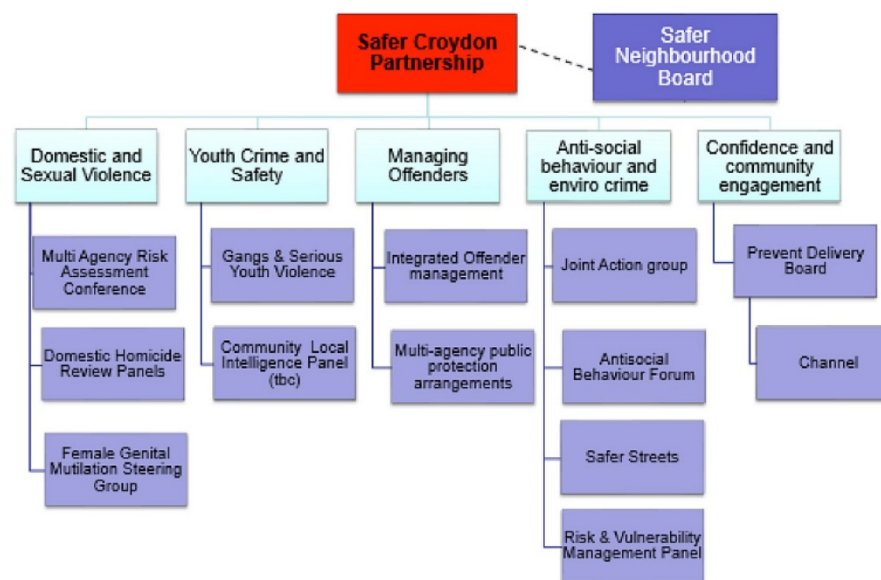 Safer Croydon
Partnership
Safer
Neighbourhood
Board
Domestic and
Sexual Violence
Youth Crime and
Safety
Managing
Offenders
Anti-social
behaviour and
enviro crime
Confidence and
community
engagement
Multi Agency Risk
Assessment
Conference
Gangs & Serious
Youth Violence
Integrated Offender
management
Joint Action group
Prevent Delivery
Board
Domestic Homicide
Review Panels
Community Local
Intelligence Panel
(tbc)
Multi-agency public
protection
arrangements
Antisocial
Behaviour Forum
Channel
Female Genital
Mutilation Steering
Group
Safer Streets
Risk & Vulnerability
Management Panel